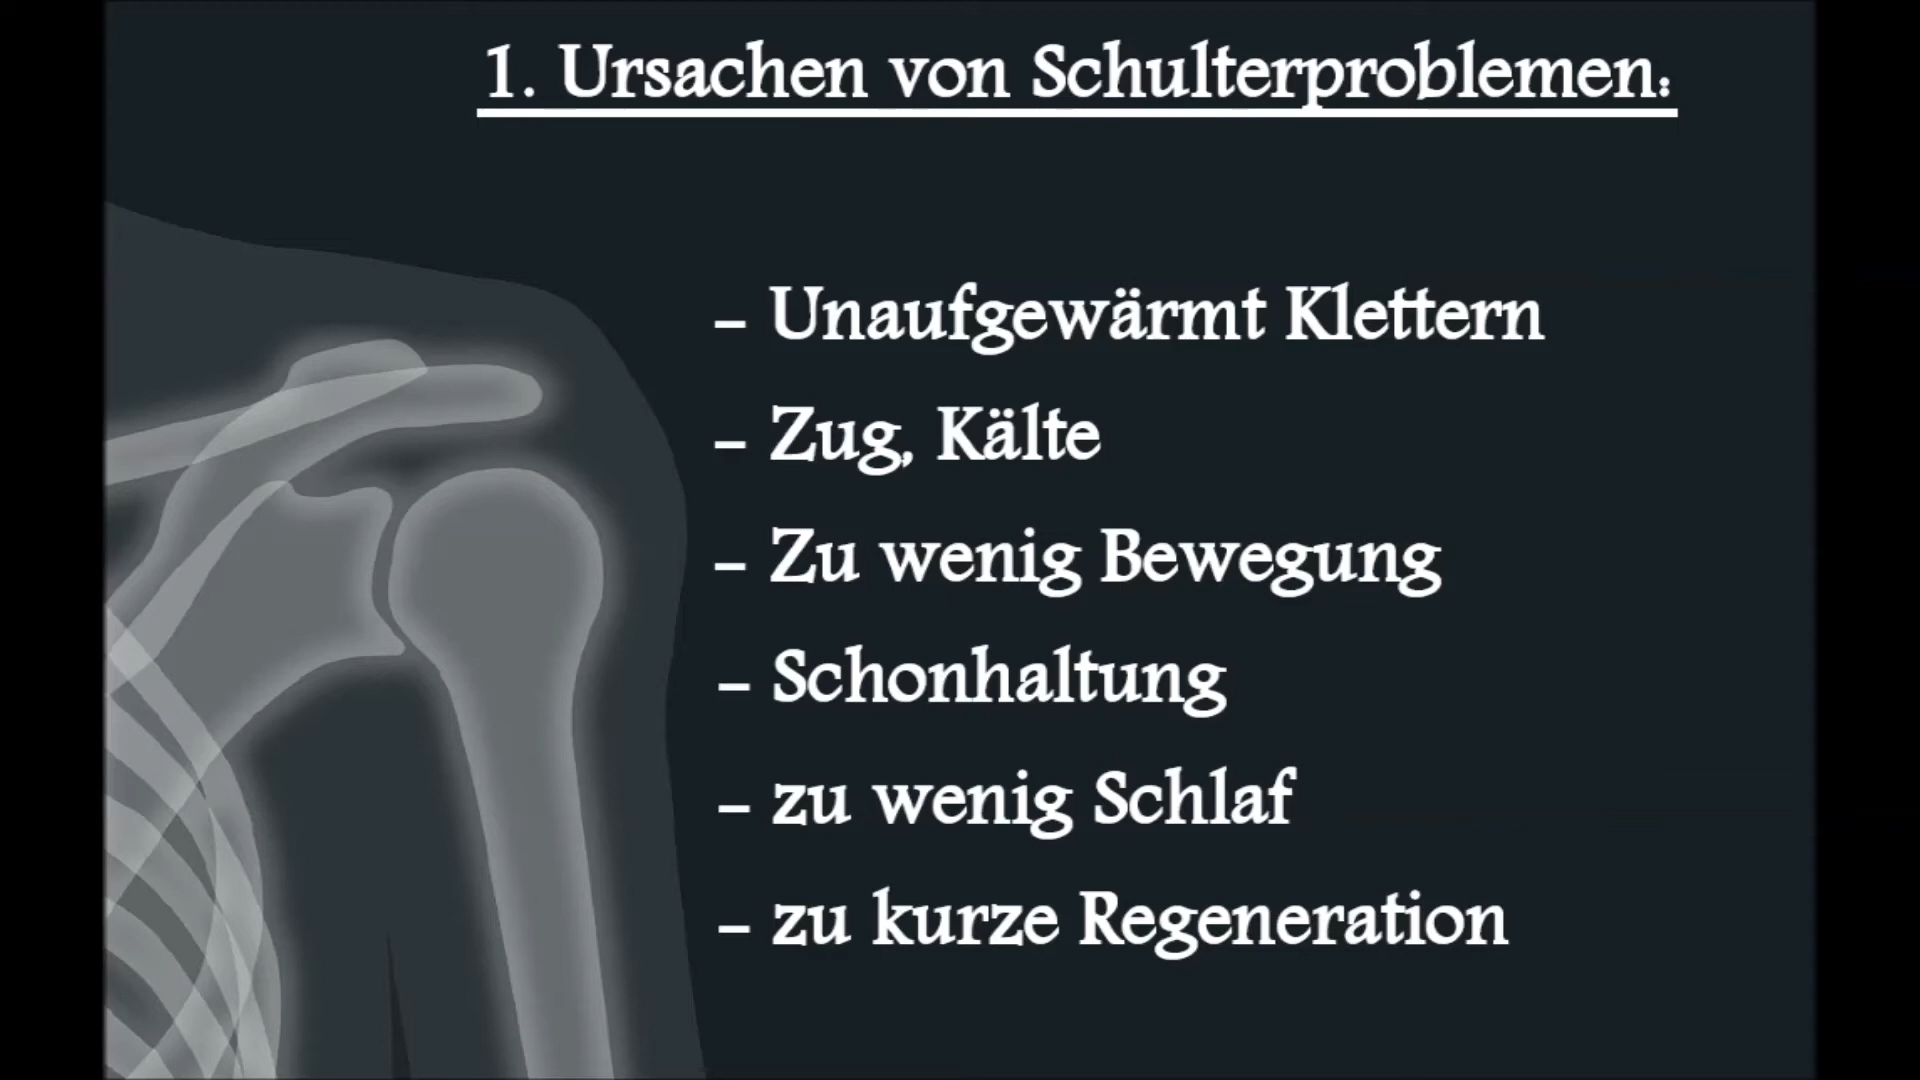 1. Ursachen von Schulterproblemen:
- Unaufgewärmt Klettern
- Zug, Kälte
- Zu wenig Bewegung
- Schonhaltung
- zu wenig Schlaf
- zu kurze Regeneration